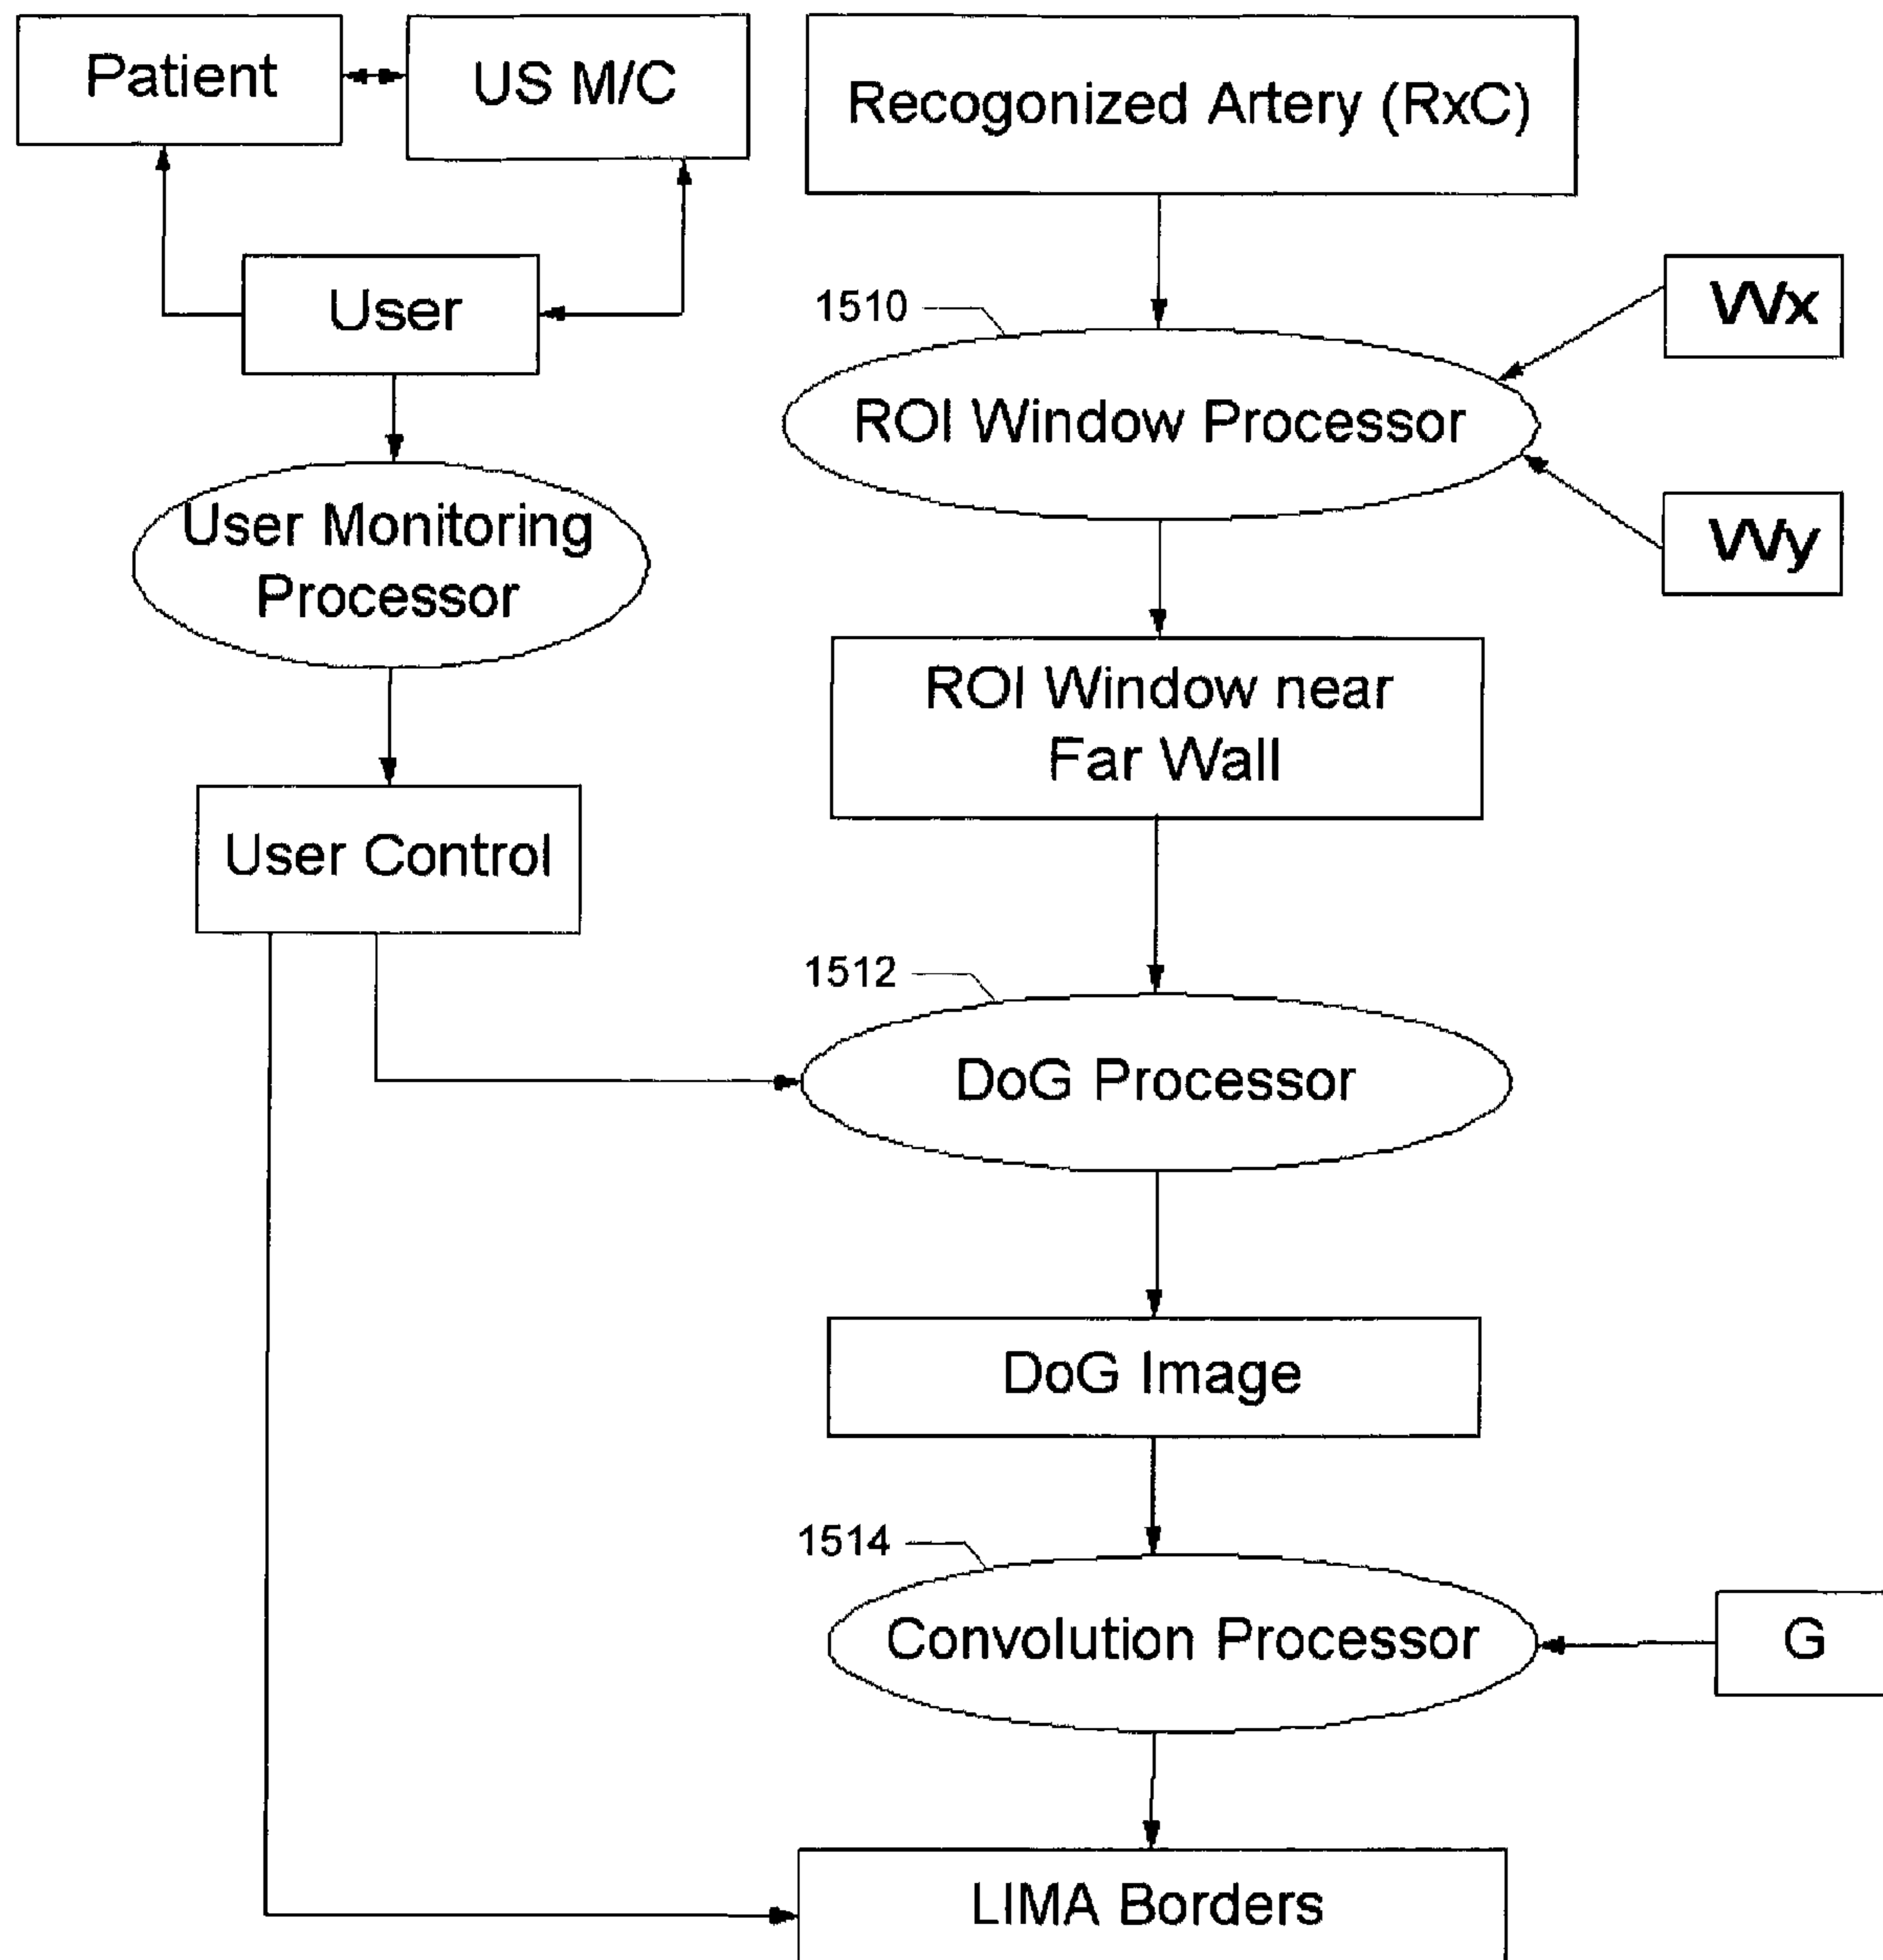 Patient
US M/C
Recogonized Artery (RxC)
User
1510
Wx
ROI Window Processor
User Monitoring
Processor
Wy
ROI Window near
Far Wall
User Control
1512
DoG Processor
DoG Image
1514
Convolution Processor
G
LIMA Borders